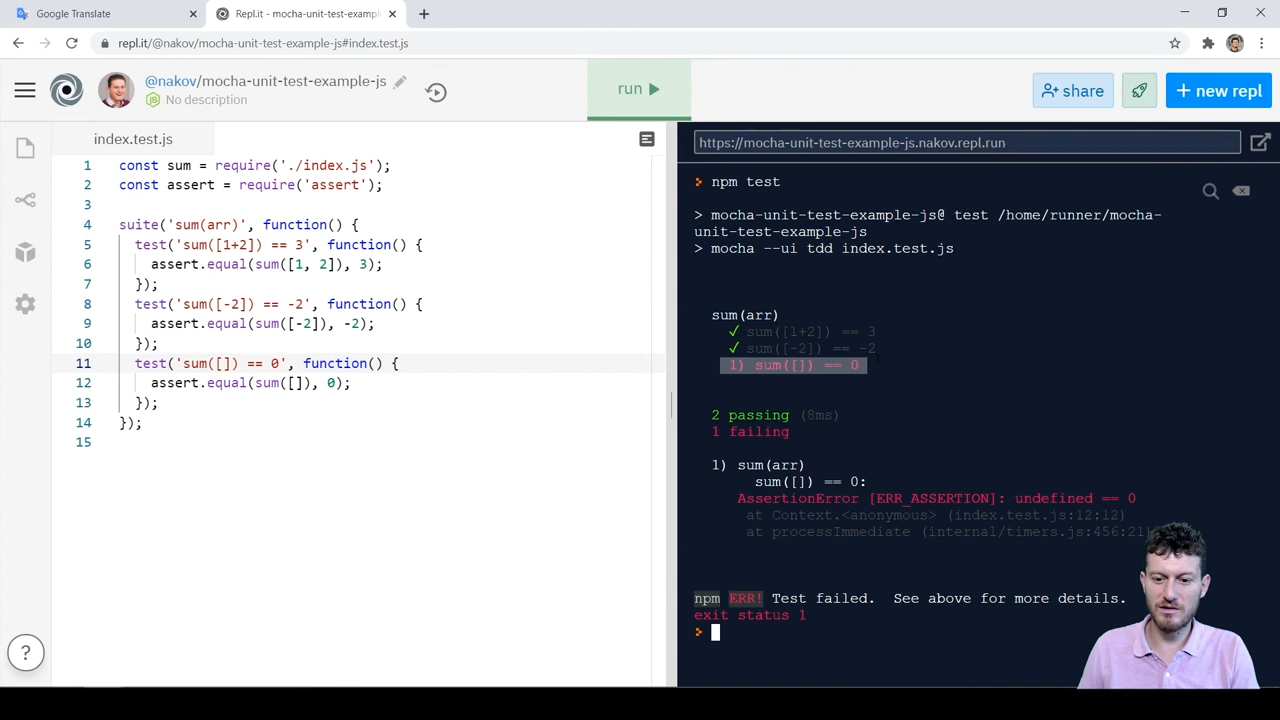 Google Translate
Repl.it - mocha-unit-test-example
repl.it/@nakov/mocha-unit-test-example-js#index.test.js
@nakov/mocha-unit-test-example-js
No description
run
share
+ new repl
index.test.js
1 const sum = require('./index.js');
2 const assert = require('assert');
3
4 suite('sum(arr)', function() {
5 test('sum([1+2]) == 3', function() {
6 assert.equal(sum([1, 2]), 3);
7 });
8 test('sum([-2]) == -2', function() {
9 assert.equal(sum([-2]), -2);
10 });
11 test('sum([]) == 0', function() {
12 assert.equal(sum([]), 0);
13 });
14 });
15
?
https://mocha-unit-test-example-js.nakov.repl.run
> npm test
> mocha-unit-test-example-js@ test /home/runner/mocha-
unit-test-example-js
> mocha --ui tdd index.test.js
sum(arr)
✓ sum([1+2]) == 3
✓ sum([-2]) == -2
1) sum([]) == 0
2 passing (8ms)
1 failing
1) sum(arr)
sum([]) == 0:
AssertionError [ERR_ASSERTION]: undefined == 0
at Context.<anonymous> (index.test.js:12:12)
at processImmediate (internal/timers.js:456:21)
npm ERR! Test failed.  See above for more details.
exit status 1
>